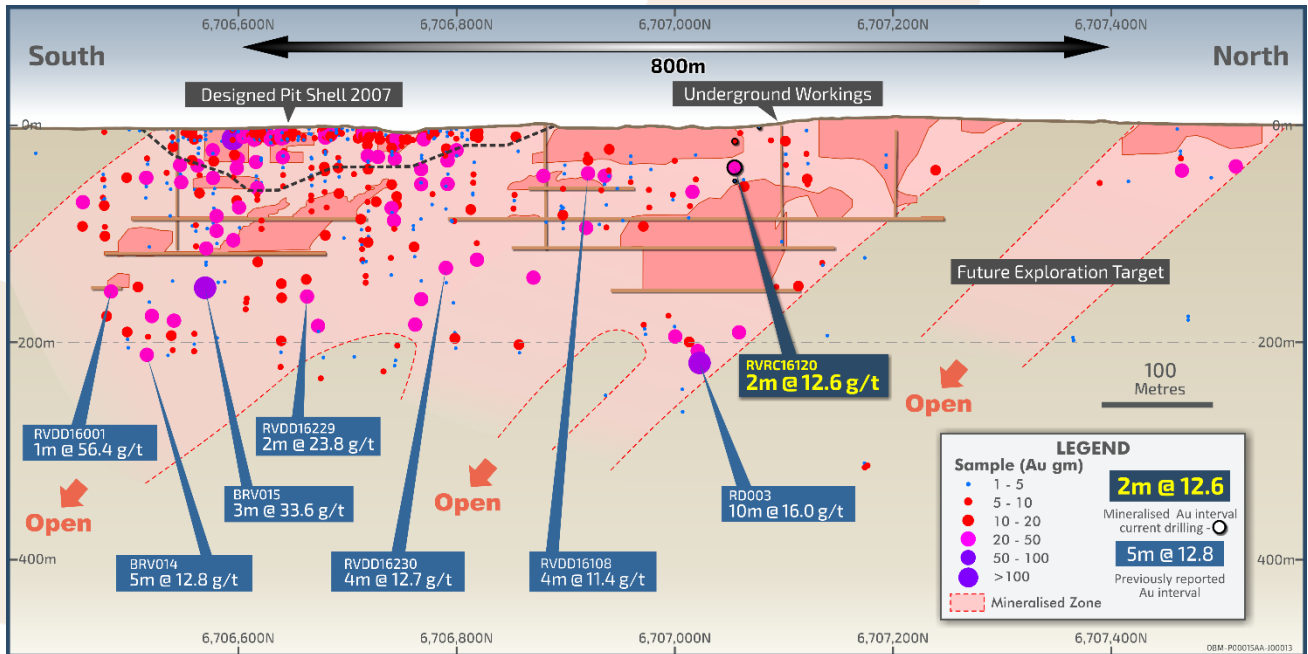 6,706,600N 6,706,800N 6,707,000N 6,707,200N 6,707,400N
South
North
800m
Designed Pit Shell 2007
Underground Workings
0m
0m
Future Exploration Target
200m
200m
RVRC16120
2m @ 12.6 g/t
100
Metres
Open
RVDD16001
1m @ 56.4 g/t
RVDD16229
2m @ 23.8 g/t
BRV015
3m @ 33.6 g/t
Open
Open
RD003
10m @ 16.0 g/t
BRV014
5m @ 12.8 g/t
RVDD16230
4m @ 12.7 g/t
RVDD16108
4m @ 11.4 g/t
400m
400m
LEGEND
Sample (Au gm)
1 - 5
5 - 10
10 - 20
20 - 50
50 - 100
>100
Mineralised Zone
2m @ 12.6
Mineralised Au interval
current drilling -
5m @ 12.8
Previously reported
Au interval
6,706,600N 6,706,800N 6,707,000N 6,707,200N 6,707,400N
OBM-P00015AA-J00013